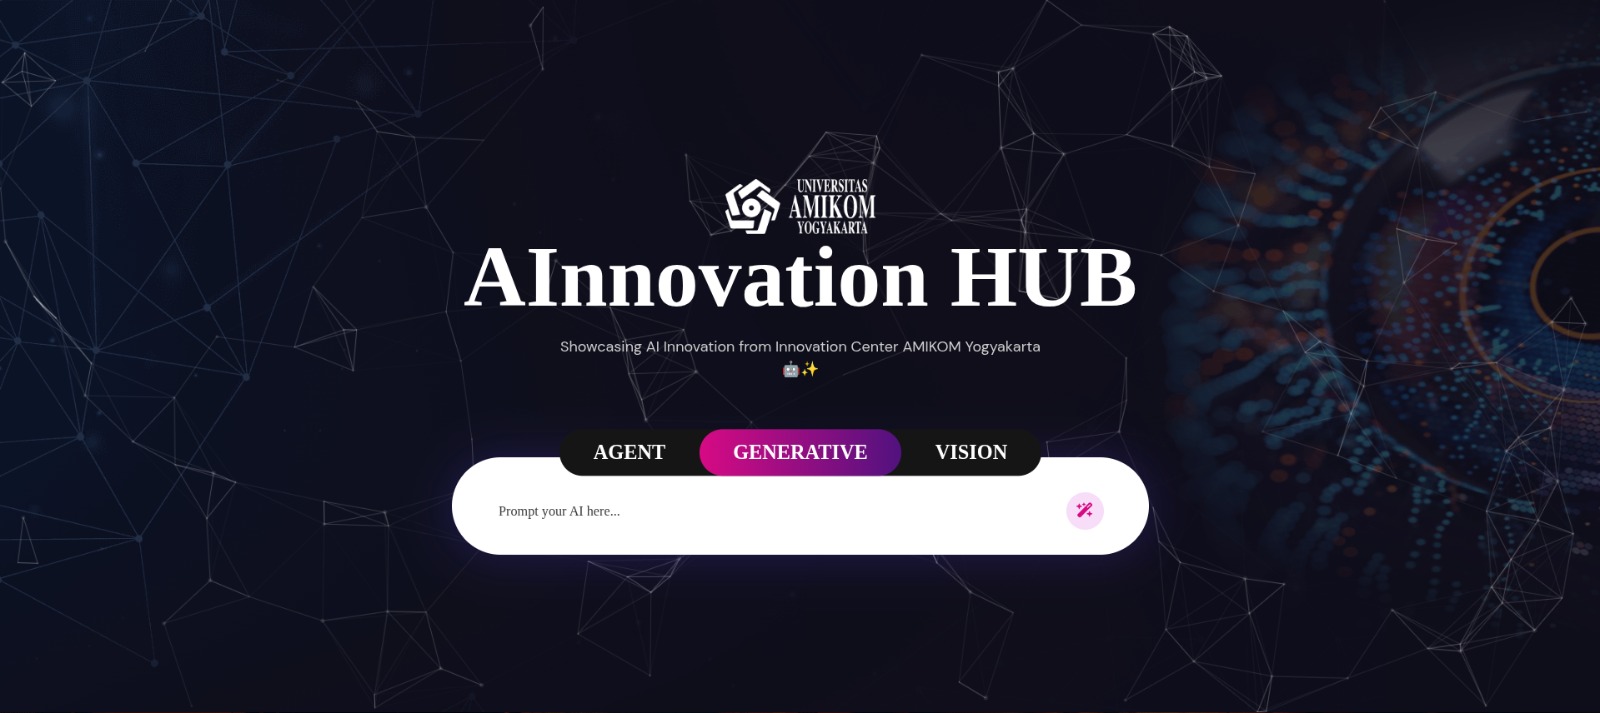 UNIVERSITAS
AMIKOM
YOGYAKARTA
AInnovation HUB
Showcasing AI Innovation from Innovation Center AMIKOM Yogyakarta
🤖✨
AGENT
GENERATIVE
VISION
Prompt your AI here...